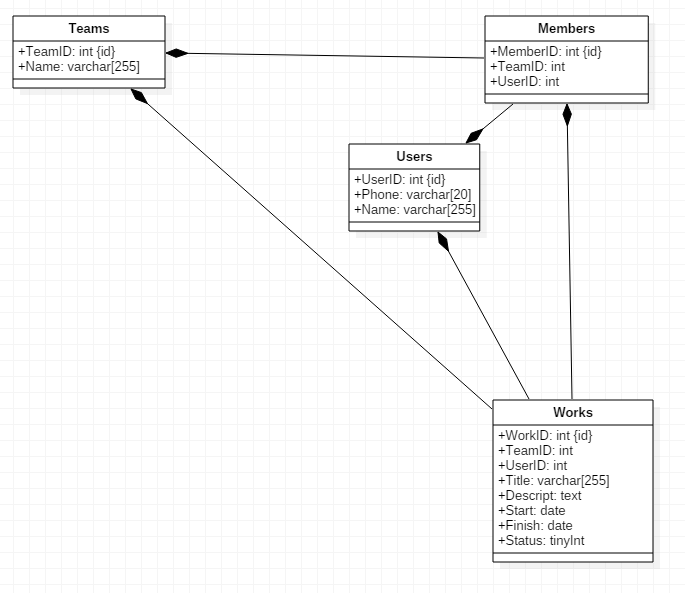 Teams
+TeamID: int {id}
+Name: varchar[255]
Members
+MemberID: int {id}
+TeamID: int
+UserID: int
Users
+UserID: int {id}
+Phone: varchar[20]
+Name: varchar[255]
Works
+WorkID: int {id}
+TeamID: int
+UserID: int
+Title: varchar[255]
+Descript: text
+Start: date
+Finish: date
+Status: tinyInt